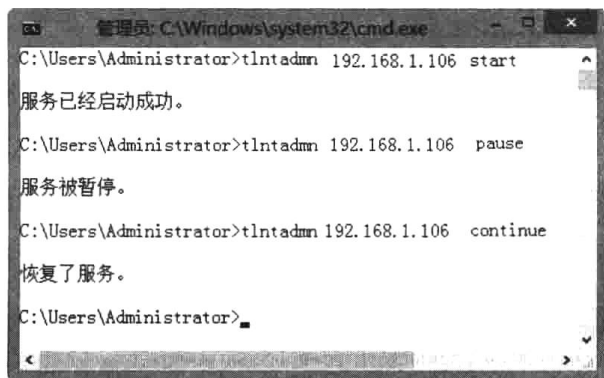 管理员: C:\Windows\system32\cmd.exe
C:\Users\Administrator>tlntadmn 192.168.1.106 start
服务已经启动成功。
C:\Users\Administrator>tlntadmn 192.168.1.106 pause
服务被暂停。
C:\Users\Administrator>tlntadmn 192.168.1.106 continue
恢复了服务。
C:\Users\Administrator>